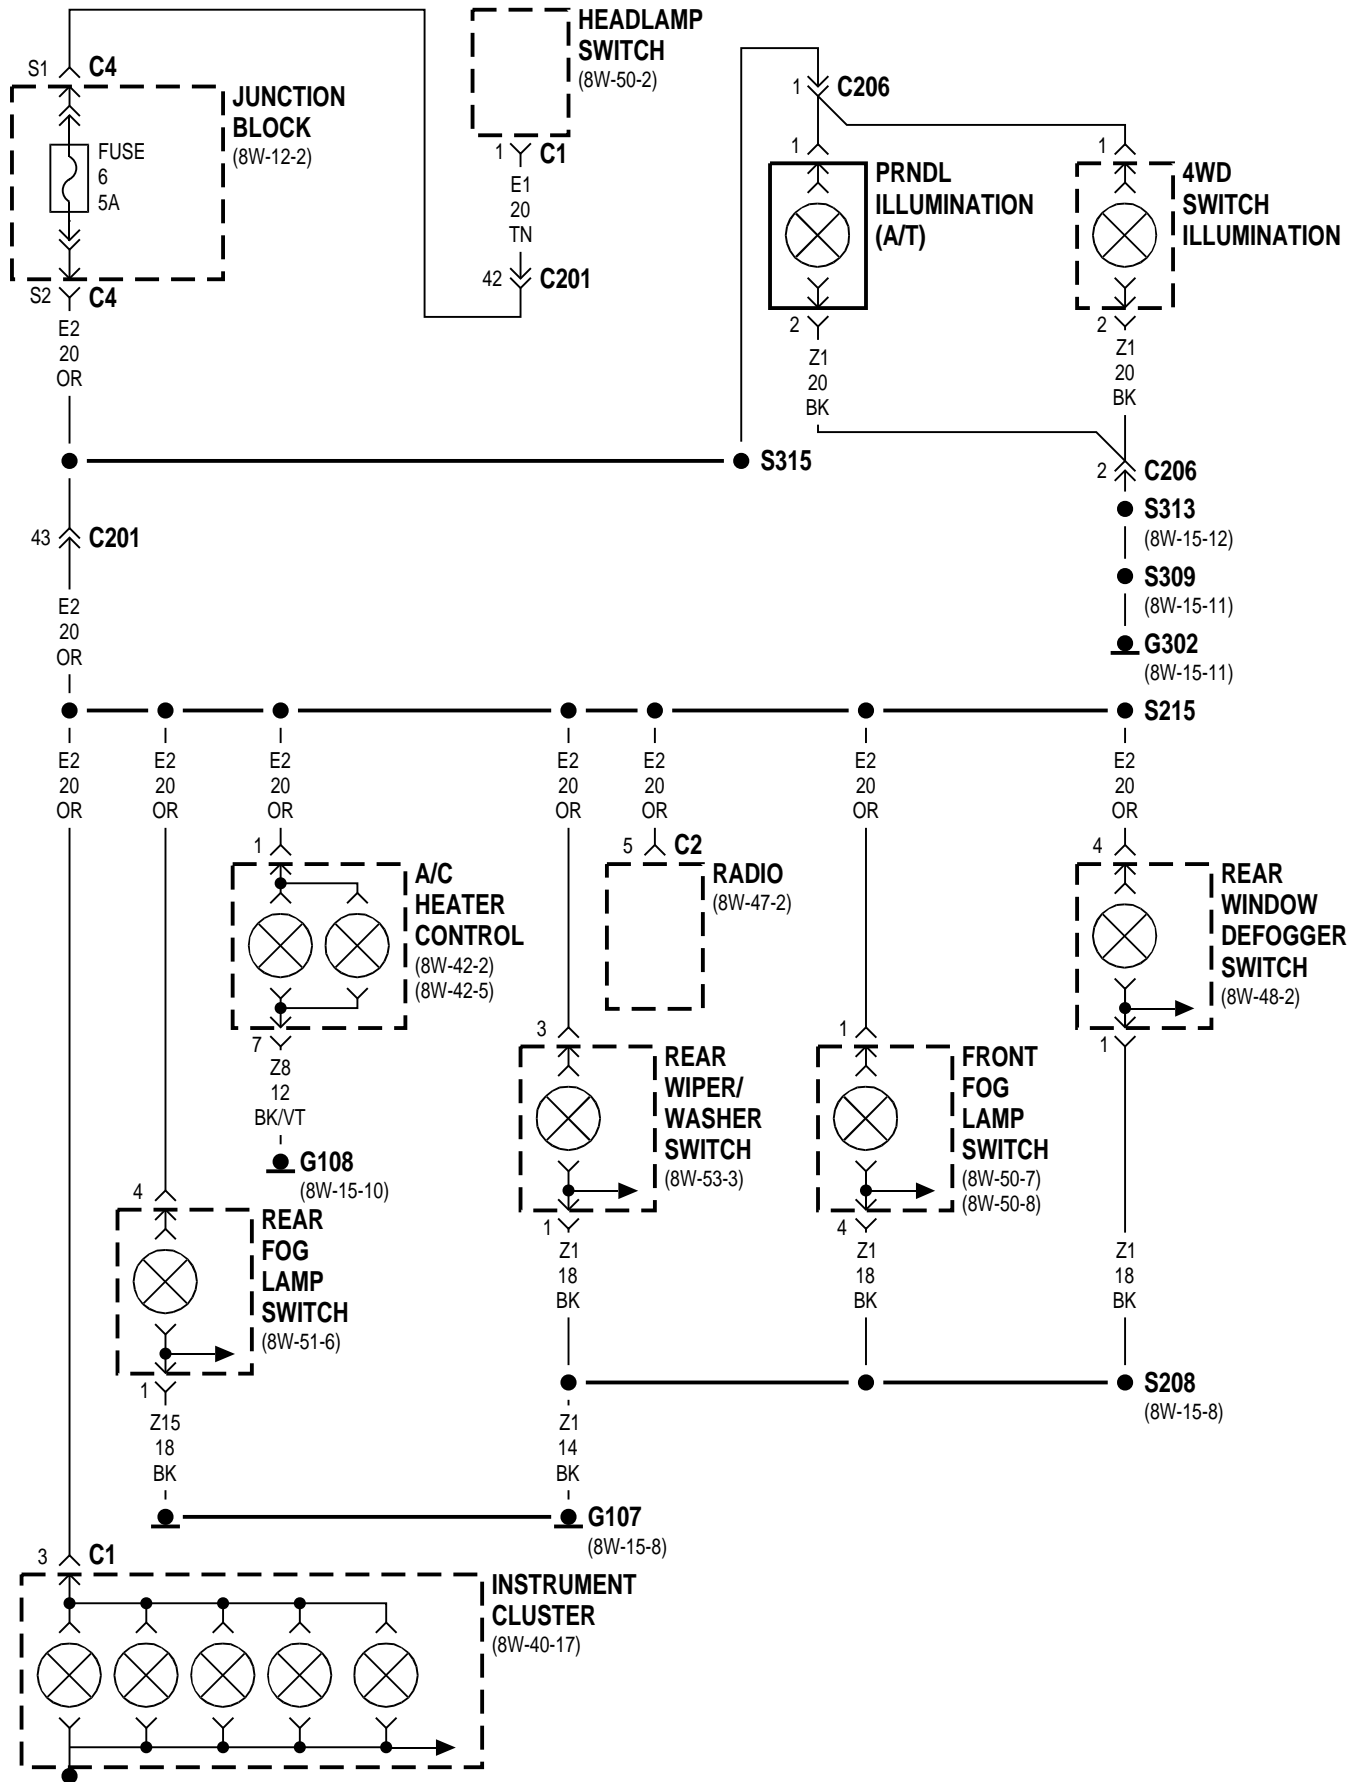 HEADLAMP
SWITCH
(8W-50-2)
S1 C4
JUNCTION
BLOCK
(8W-12-2)
FUSE
6
5A
S2 C4
E2
20
OR
1 C1
E1
20
TN
42 C201
1 C206
1
PRNDL
ILLUMINATION
(A/T)
2
Z1
20
BK
1
4WD
SWITCH
ILLUMINATION
2
Z1
20
BK
S315
2 C206
S313
(8W-15-12)
S309
(8W-15-11)
G302
(8W-15-11)
43 C201
E2
20
OR
S215
E2
20
OR
E2
20
OR
E2
20
OR
E2
20
OR
E2
20
OR
E2
20
OR
E2
20
OR
1
A/C
HEATER
CONTROL
(8W-42-2)
(8W-42-5)
7
Z8
12
BK/VT
G108
(8W-15-10)
5 C2
RADIO
(8W-47-2)
4
REAR
WINDOW
DEFOGGER
SWITCH
(8W-48-2)
1
3
REAR
WIPER/
WASHER
SWITCH
(8W-53-3)
1
Z1
18
BK
1
FRONT
FOG
LAMP
SWITCH
(8W-50-7)
(8W-50-8)
4
Z1
18
BK
Z1
18
BK
4
REAR
FOG
LAMP
SWITCH
(8W-51-6)
1
Z15
18
BK
S208
(8W-15-8)
Z1
14
BK
G107
(8W-15-8)
3 C1
INSTRUMENT
CLUSTER
(8W-40-17)